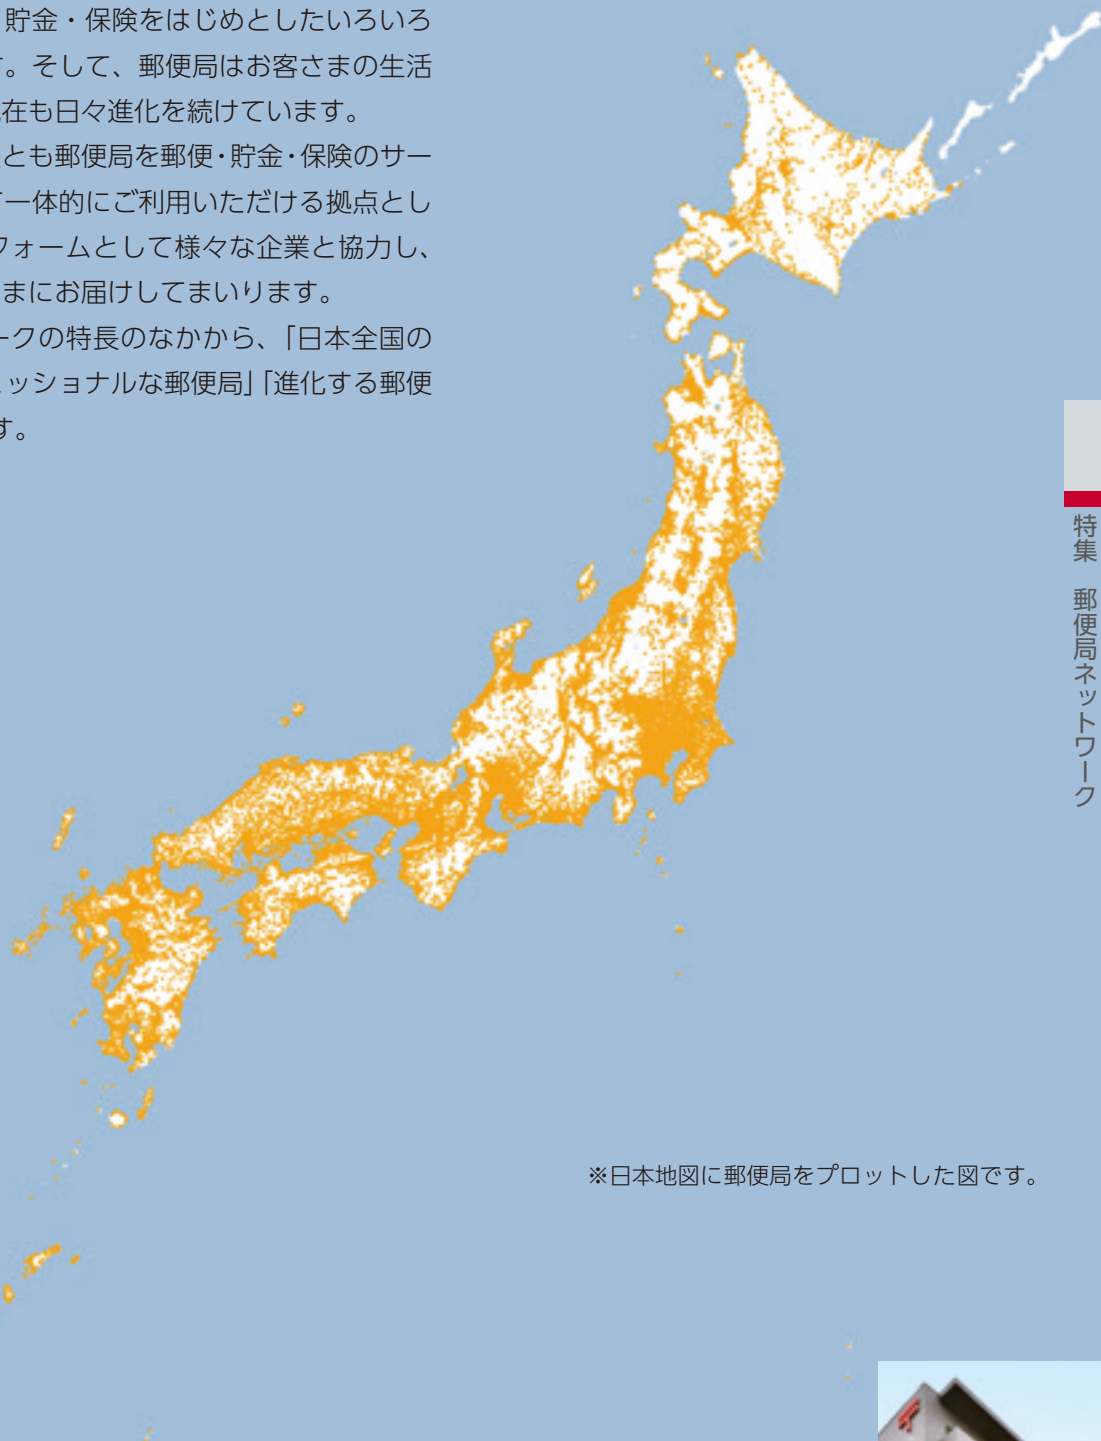 貯金・保険をはじめとしたいろいろ
す。そして、郵便局はお客さまの生活
在も日々進化を続けています。
とも郵便局を郵便・貯金・保険のサー
て一体的にご利用いただける拠点とし
フォームとして様々な企業と協力し、
まにお届けしてまいります。
ークの特長のなかから、「日本全国の
ェッショナルな郵便局」「進化する郵便
す。
特集 郵便局ネットワーク
※日本地図に郵便局をプロットした図です。